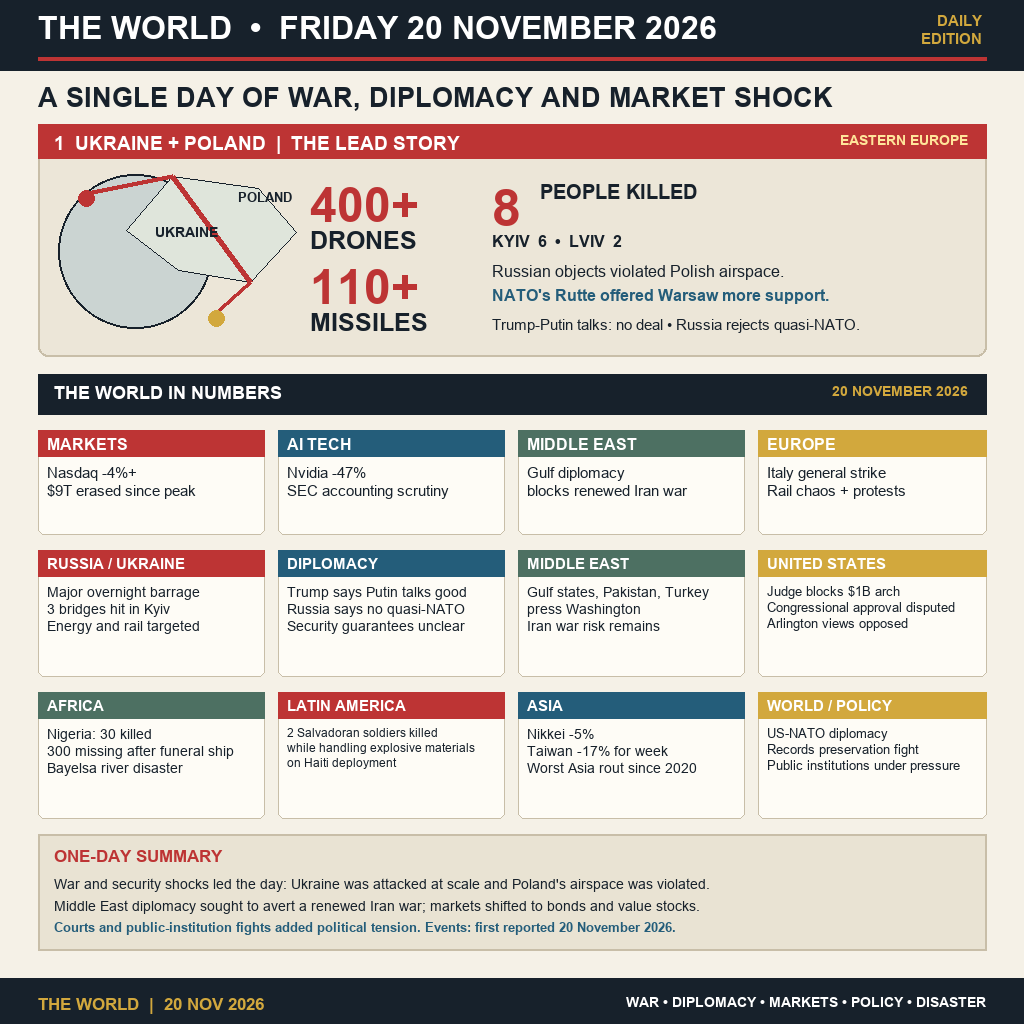 THE WORLD • FRIDAY 20 NOVEMBER 2026
DAILY
EDITION
A SINGLE DAY OF WAR, DIPLOMACY AND MARKET SHOCK
1 UKRAINE + POLAND | THE LEAD STORY
EASTERN EUROPE
POLAND
UKRAINE
400+
DRONES
110+
MISSILES
8 PEOPLE KILLED
KYIV 6 • LVIV 2
Russian objects violated Polish airspace.
NATO's Rutte offered Warsaw more support.
Trump-Putin talks: no deal • Russia rejects quasi-NATO.
THE WORLD IN NUMBERS
20 NOVEMBER 2026
MARKETS
Nasdaq -4%+
$9T erased since peak
AI TECH
Nvidia -47%
SEC accounting scrutiny
MIDDLE EAST
Gulf diplomacy
blocks renewed Iran war
EUROPE
Italy general strike
Rail chaos + protests
RUSSIA / UKRAINE
Major overnight barrage
3 bridges hit in Kyiv
Energy and rail targeted
DIPLOMACY
Trump says Putin talks good
Russia says no quasi-NATO
Security guarantees unclear
MIDDLE EAST
Gulf states, Pakistan, Turkey
press Washington
Iran war risk remains
UNITED STATES
Judge blocks $1B arch
Congressional approval disputed
Arlington views opposed
AFRICA
Nigeria: 30 killed
300 missing after funeral ship
Bayelsa river disaster
LATIN AMERICA
2 Salvadoran soldiers killed
while handling explosive materials
on Haiti deployment
ASIA
Nikkei -5%
Taiwan -17% for week
Worst Asia rout since 2020
WORLD / POLICY
US-NATO diplomacy
Records preservation fight
Public institutions under pressure
ONE-DAY SUMMARY
War and security shocks led the day: Ukraine was attacked at scale and Poland's airspace was violated.
Middle East diplomacy sought to avert a renewed Iran war; markets shifted to bonds and value stocks.
Courts and public-institution fights added political tension. Events: first reported 20 November 2026.
THE WORLD | 20 NOV 2026
WAR • DIPLOMACY • MARKETS • POLICY • DISASTER